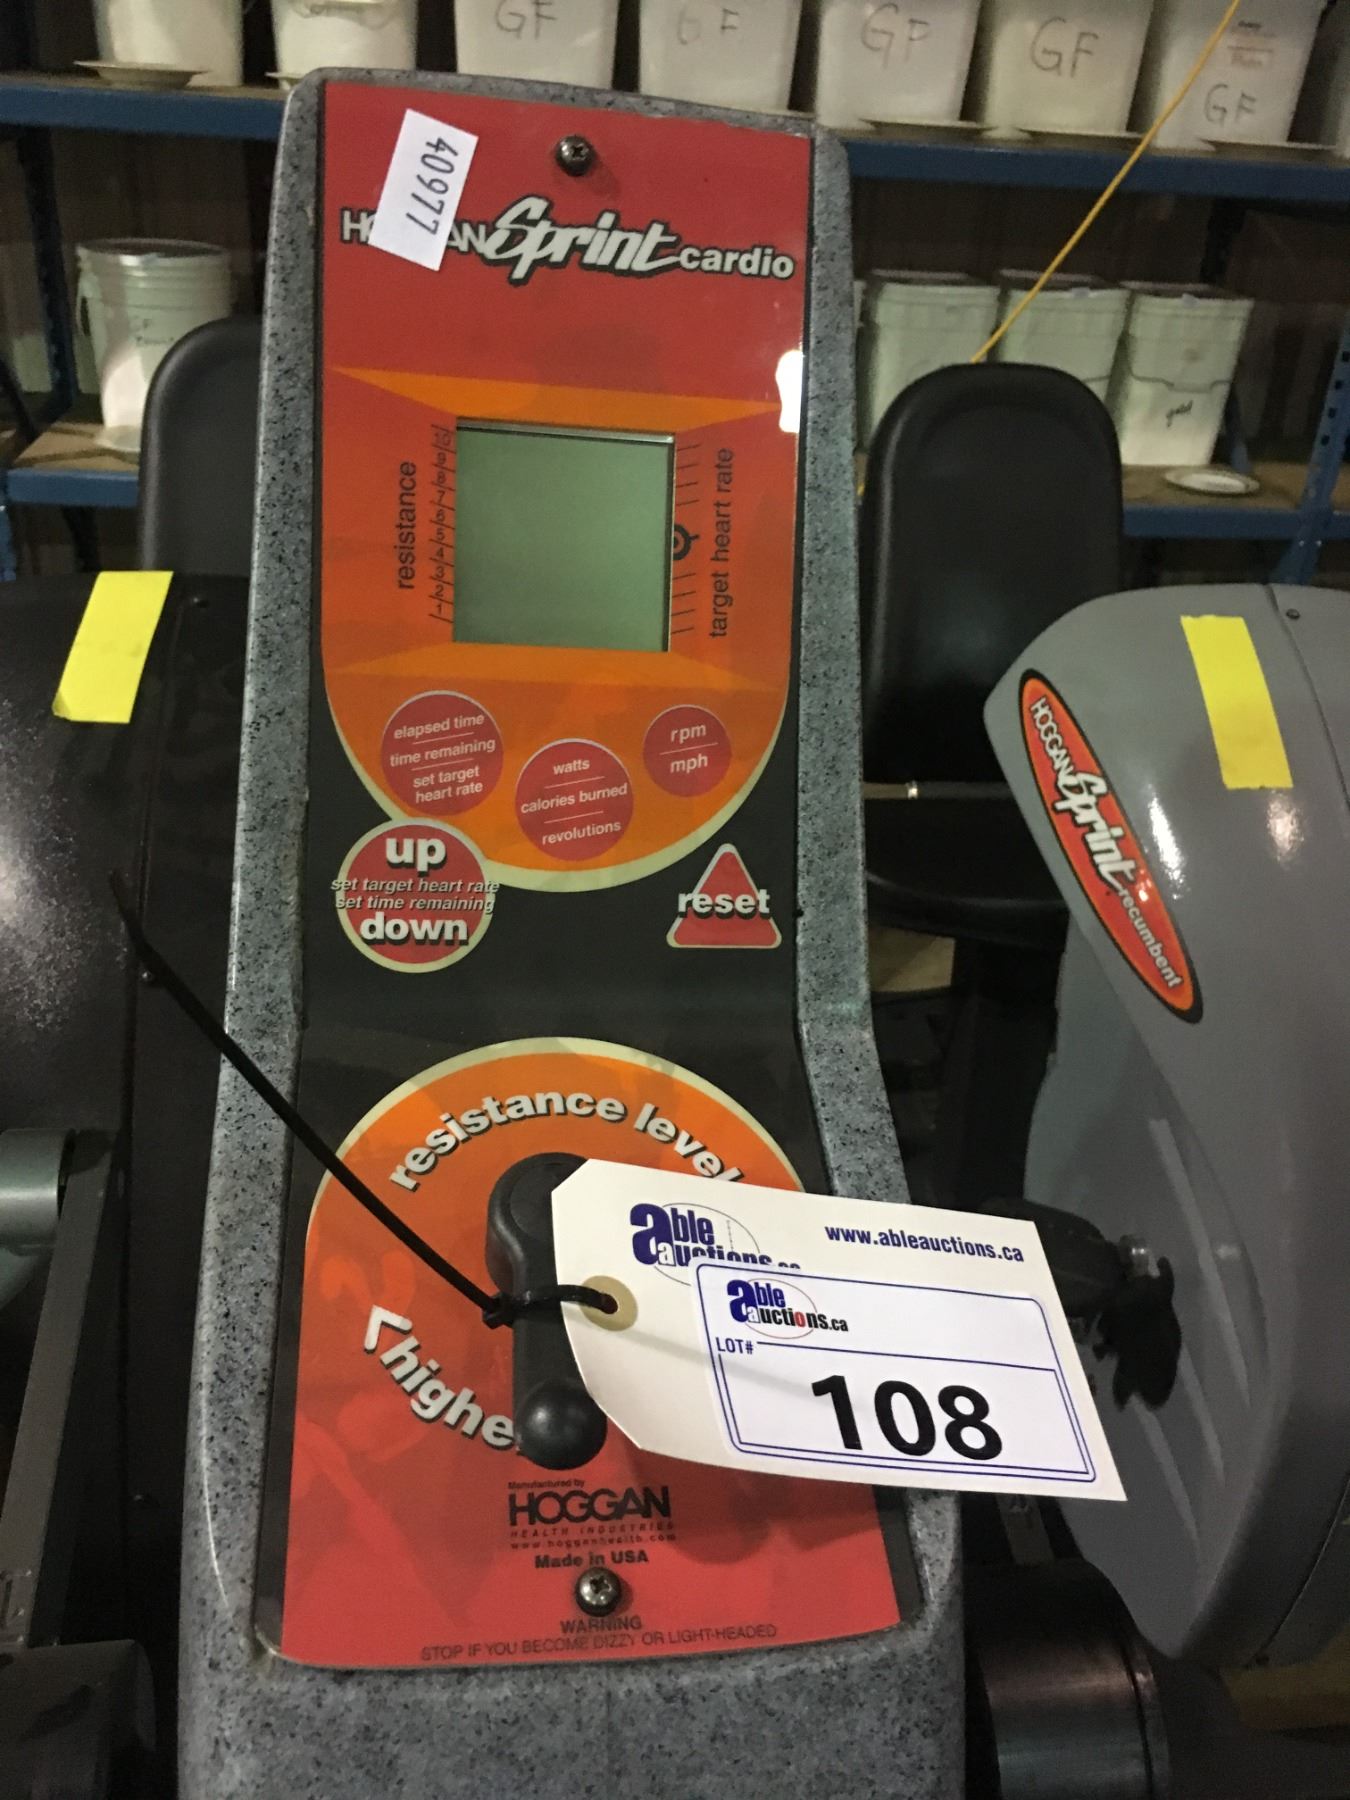 GF
GF
GF
GF
GF
40977
Sprint cardio
resistance
10
9
8
7
6
5
4
3
2
1
target heart rate
elapsed time
time remaining
set target
heart rate
watts
calories burned
revolutions
rpm
mph
up
set target heart rate
set time remaining
down
reset
resistance level
HOGGAN Sprint recumbent
able auctions.ca
www.ableauctions.ca
able auctions.ca
LOT#
108
Manufactured by
HOGGAN
HEALTH INDUSTRIES
www.hogganhealth.com
Made in USA
WARNING
STOP IF YOU BECOME DIZZY OR LIGHT-HEADED